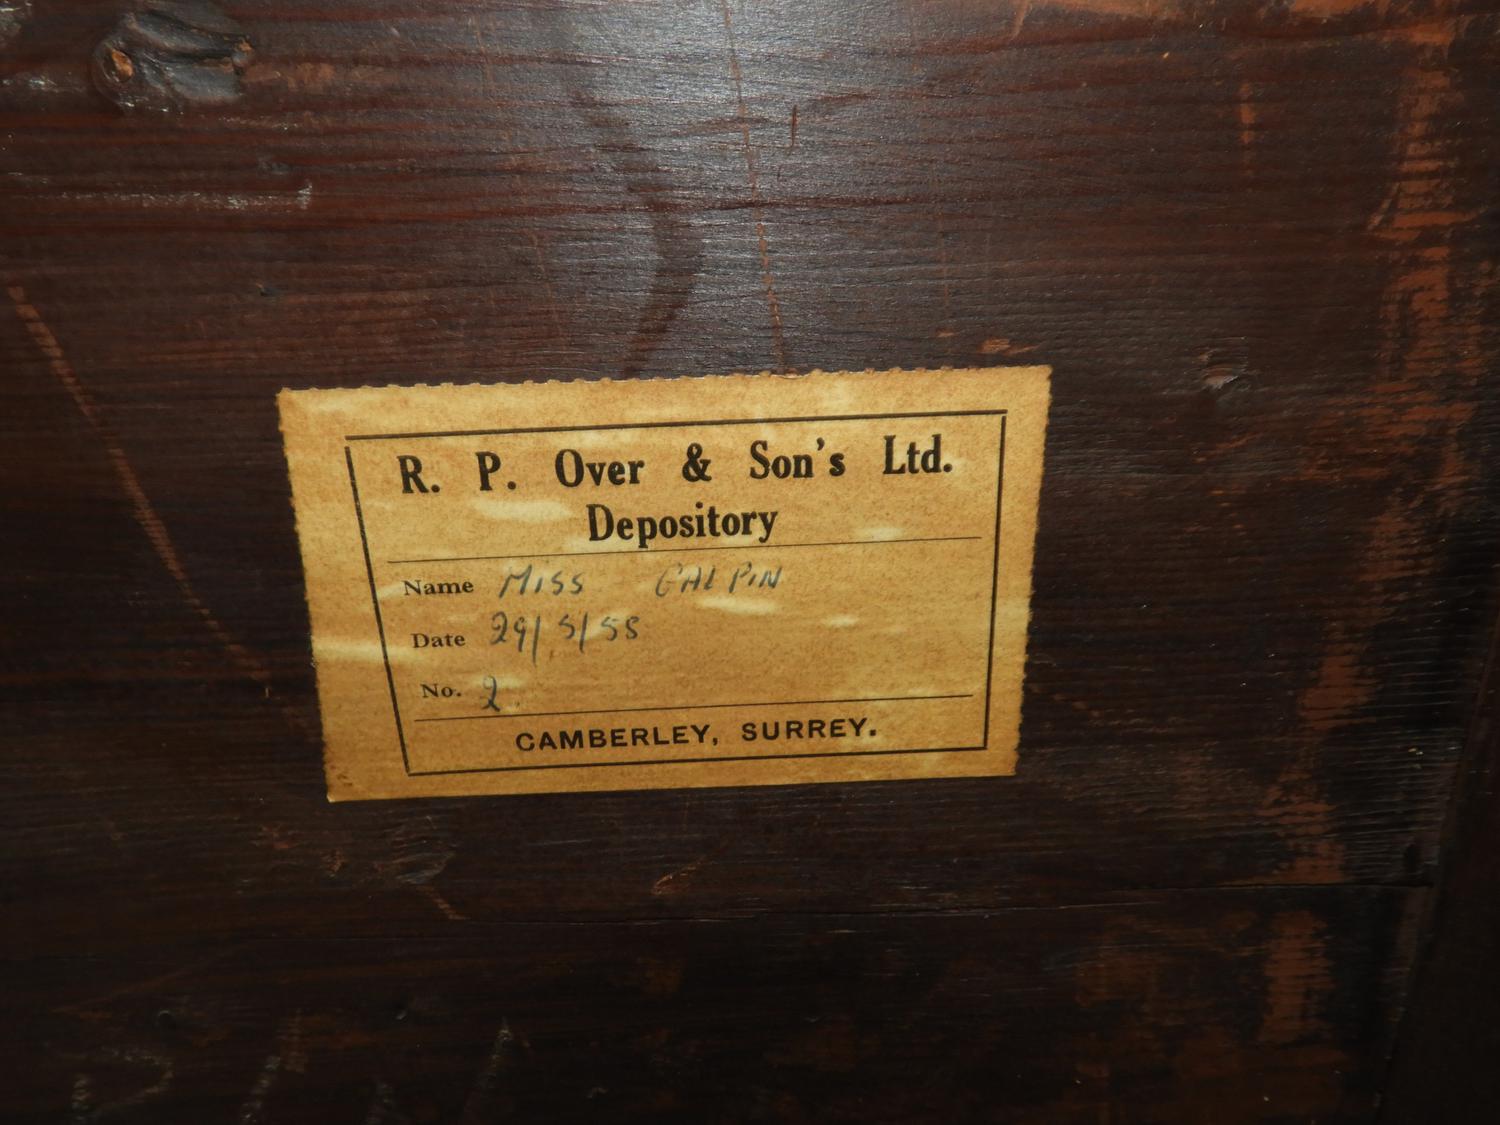 R. P. Over & Son's Ltd.
Depository
Name Miss GALPIN
Date 29/5/55
No. 2
CAMBERLEY, SURREY.